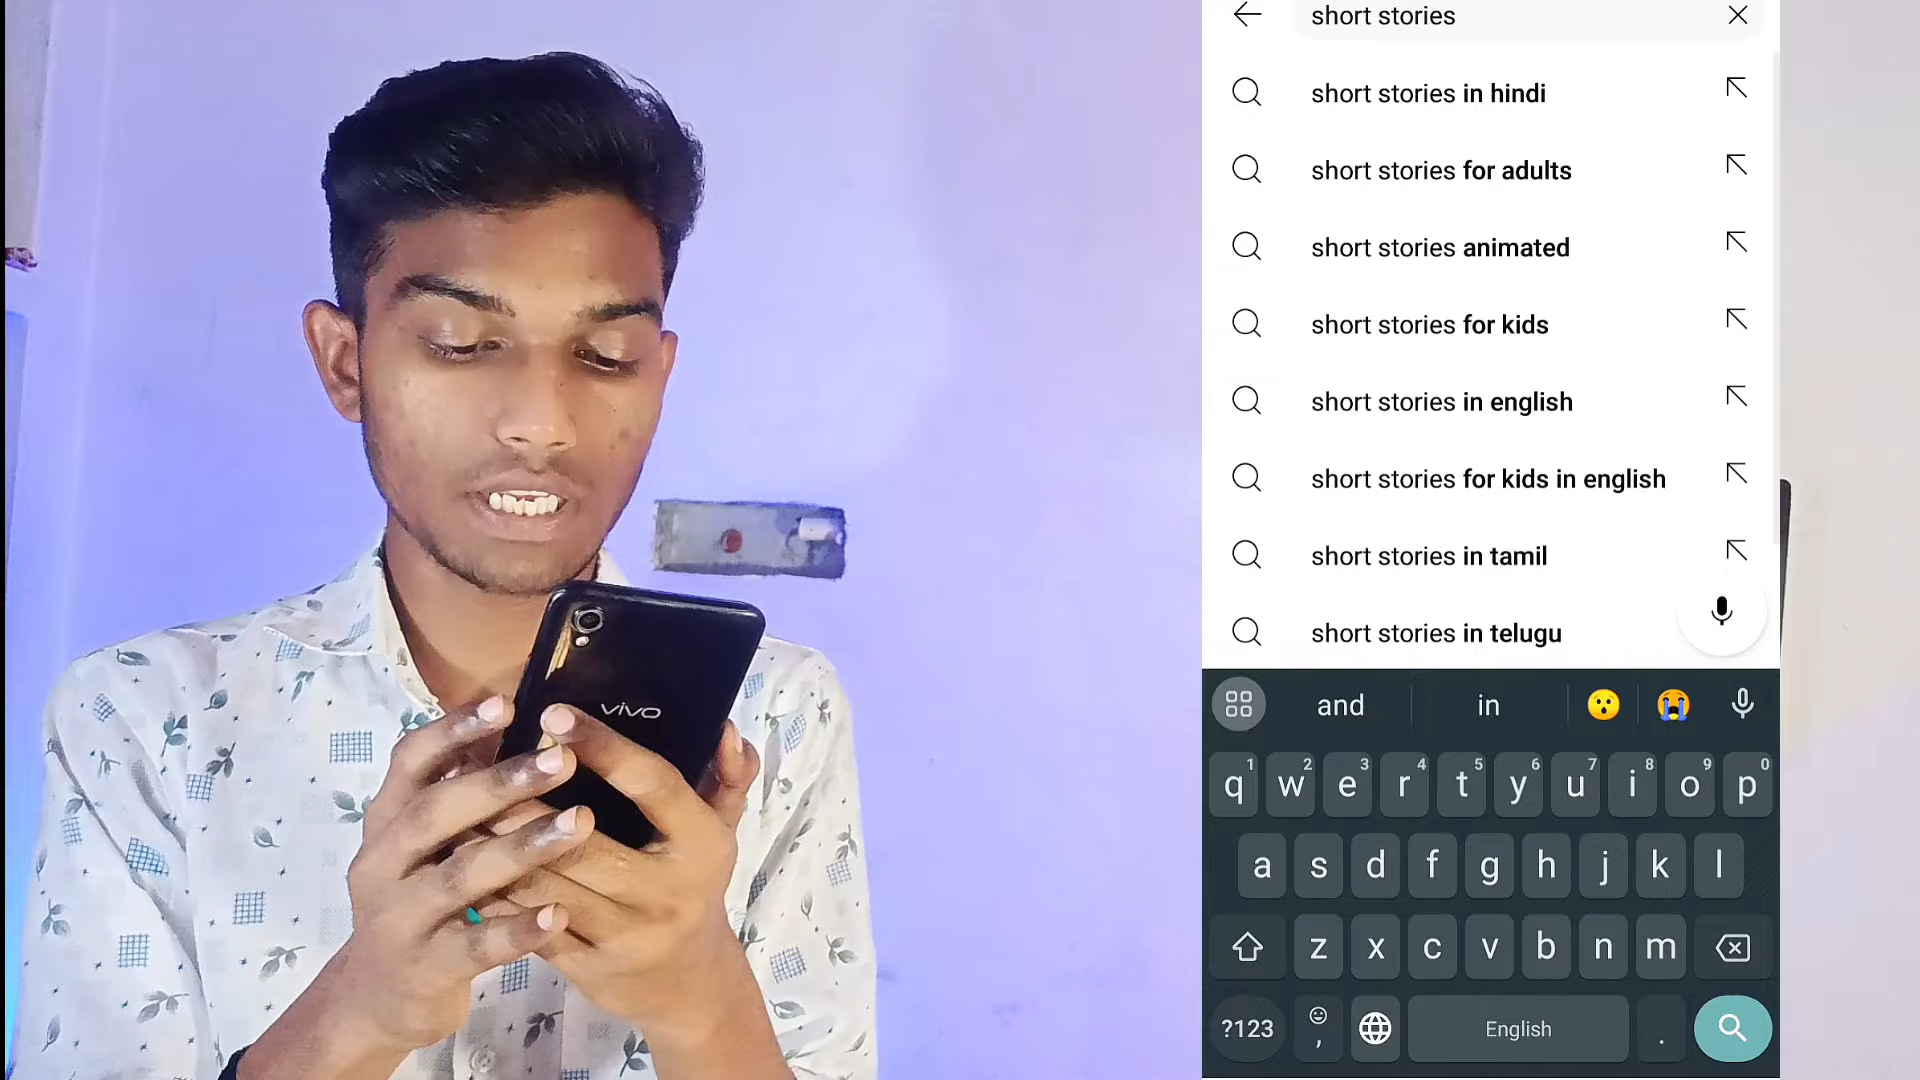 short stories
short stories in hindi
short stories for adults
short stories animated
short stories for kids
short stories in english
short stories for kids in english
short stories in tamil
short stories in telugu
vivo
and in
1 2 3 4 5 6 7 8 9 0
q w e r t y u i o p
a s d f g h j k l
z x c v b n m
?123 , English .